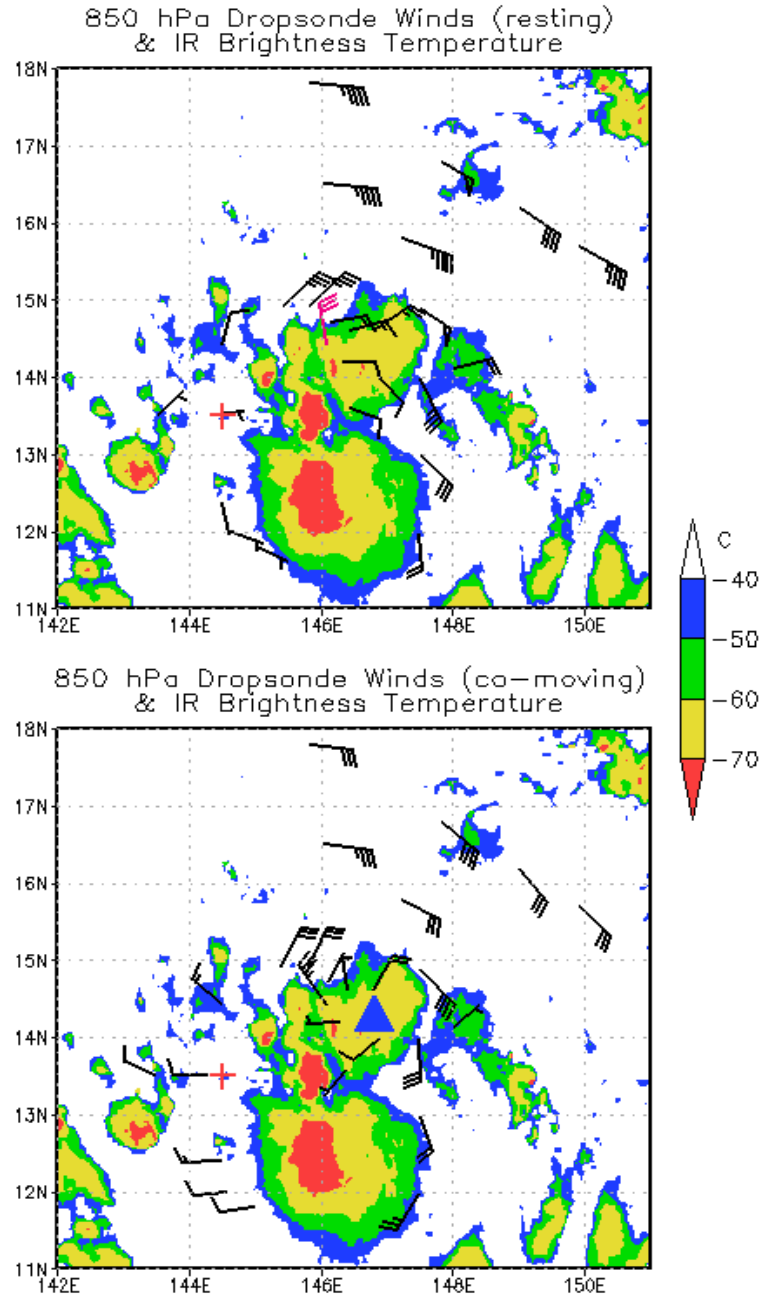 850 hPa Dropsonde Winds (resting)
& IR Brightness Temperature
18N
17N
16N
15N
14N
13N
12N
11N
142E
144E
146E
148E
150E
C
-40
-50
-60
-70
850 hPa Dropsonde Winds (co-moving)
& IR Brightness Temperature
18N
17N
16N
15N
14N
13N
12N
11N
142E
144E
146E
148E
150E